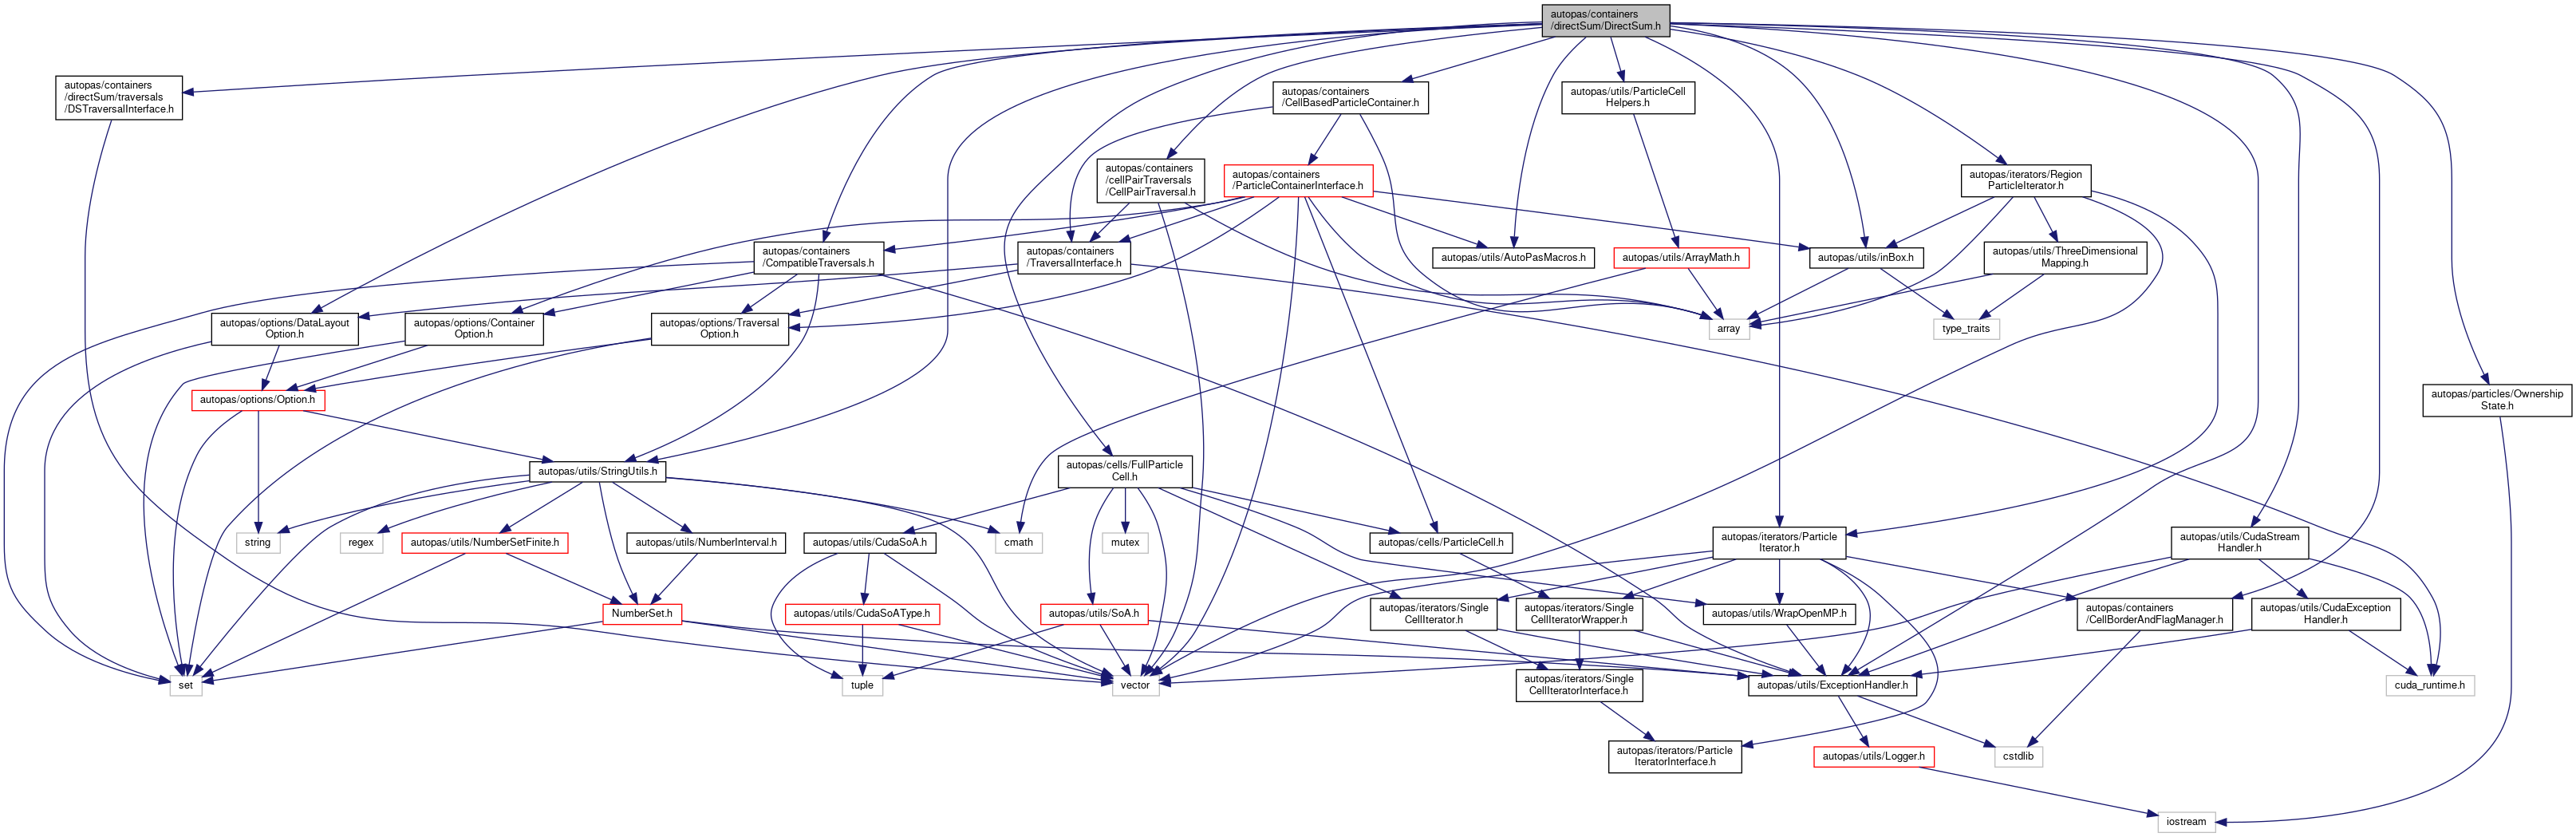 autopas/containers
/directSum/DirectSum.h
autopas/containers
/directSum/traversals
/DSTraversalInterface.h
autopas/containers
/CellBasedParticleContainer.h
autopas/utils/ParticleCell
Helpers.h
autopas/containers
/cellPairTraversals
/CellPairTraversal.h
autopas/containers
/ParticleContainerInterface.h
autopas/iterators/Region
ParticleIterator.h
autopas/containers
/CompatibleTraversals.h
autopas/containers
/TraversalInterface.h
autopas/utils/AutoPasMacros.h
autopas/utils/ArrayMath.h
autopas/utils/inBox.h
autopas/utils/ThreeDimensional
Mapping.h
autopas/options/DataLayout
Option.h
autopas/options/Container
Option.h
autopas/options/Traversal
Option.h
array
type_traits
autopas/options/Option.h
autopas/particles/Ownership
State.h
autopas/utils/StringUtils.h
autopas/cells/FullParticle
Cell.h
string
regex
autopas/utils/NumberSetFinite.h
autopas/utils/NumberInterval.h
autopas/utils/CudaSoA.h
cmath
mutex
autopas/cells/ParticleCell.h
autopas/iterators/Particle
Iterator.h
autopas/utils/CudaStream
Handler.h
NumberSet.h
autopas/utils/CudaSoAType.h
autopas/utils/SoA.h
autopas/iterators/Single
CellIterator.h
autopas/iterators/Single
CellIteratorWrapper.h
autopas/utils/WrapOpenMP.h
autopas/containers
/CellBorderAndFlagManager.h
autopas/utils/CudaException
Handler.h
set
tuple
vector
autopas/iterators/Single
CellIteratorInterface.h
autopas/utils/ExceptionHandler.h
cuda_runtime.h
autopas/iterators/Particle
IteratorInterface.h
autopas/utils/Logger.h
cstdlib
iostream